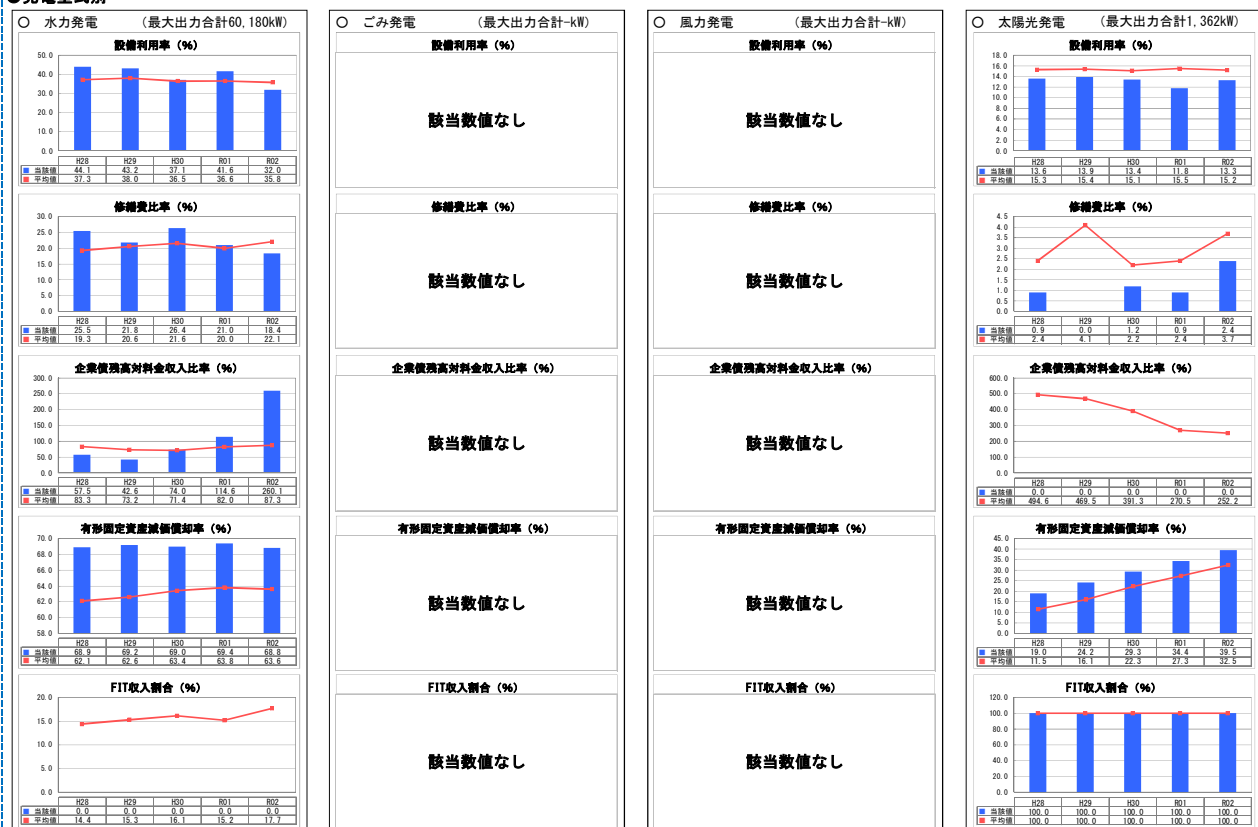 ○ 水力発電 （最大出力合計60,180kW）
設備利用率（%）
50.0
40.0
30.0
20.0
10.0
0.0
H28 H29 H30 R01 R02
当該値 44.1 43.2 37.1 41.6 32.0
平均値 37.3 38.0 36.5 36.6 35.8
修繕費比率（%）
30.0
25.0
20.0
15.0
10.0
5.0
0.0
H28 H29 H30 R01 R02
当該値 25.5 21.8 26.4 21.0 18.4
平均値 19.3 20.6 21.6 20.0 22.1
企業債残高対料金収入比率（%）
300.0
250.0
200.0
150.0
100.0
50.0
0.0
H28 H29 H30 R01 R02
当該値 57.5 42.6 74.0 114.6 260.1
平均値 83.3 73.2 71.4 82.0 87.3
有形固定資産減価償却率（%）
70.0
68.0
66.0
64.0
62.0
60.0
58.0
H28 H29 H30 R01 R02
当該値 68.9 69.2 69.0 69.4 68.8
平均値 62.1 62.6 63.4 63.8 63.6
FIT収入割合（%）
20.0
15.0
10.0
5.0
0.0
H28 H29 H30 R01 R02
当該値 0.0 0.0 0.0 0.0 0.0
平均値 14.4 15.3 16.1 15.2 17.7
○ ごみ発電 （最大出力合計-kW）
設備利用率（%）
該当数値なし
修繕費比率（%）
該当数値なし
企業債残高対料金収入比率（%）
該当数値なし
有形固定資産減価償却率（%）
該当数値なし
FIT収入割合（%）
該当数値なし
○ 風力発電 （最大出力合計-kW）
設備利用率（%）
該当数値なし
修繕費比率（%）
該当数値なし
企業債残高対料金収入比率（%）
該当数値なし
有形固定資産減価償却率（%）
該当数値なし
FIT収入割合（%）
該当数値なし
○ 太陽光発電 （最大出力合計1,362kW）
設備利用率（%）
18.0
16.0
14.0
12.0
10.0
8.0
6.0
4.0
2.0
0.0
H28 H29 H30 R01 R02
当該値 13.6 13.9 13.4 11.8 13.3
平均値 15.3 15.4 15.1 15.5 15.2
修繕費比率（%）
4.5
4.0
3.5
3.0
2.5
2.0
1.5
1.0
0.5
0.0
H28 H29 H30 R01 R02
当該値 0.9 0.0 1.2 0.9 2.4
平均値 2.4 4.1 2.2 2.4 3.7
企業債残高対料金収入比率（%）
600.0
500.0
400.0
300.0
200.0
100.0
0.0
H28 H29 H30 R01 R02
当該値 0.0 0.0 0.0 0.0 0.0
平均値 494.6 469.5 391.3 270.5 252.2
有形固定資産減価償却率（%）
45.0
40.0
35.0
30.0
25.0
20.0
15.0
10.0
5.0
0.0
H28 H29 H30 R01 R02
当該値 19.0 24.2 29.3 34.4 39.5
平均値 11.5 16.1 22.3 27.3 32.5
FIT収入割合（%）
120.0
100.0
80.0
60.0
40.0
20.0
0.0
H28 H29 H30 R01 R02
当該値 100.0 100.0 100.0 100.0 100.0
平均値 100.0 100.0 100.0 100.0 100.0